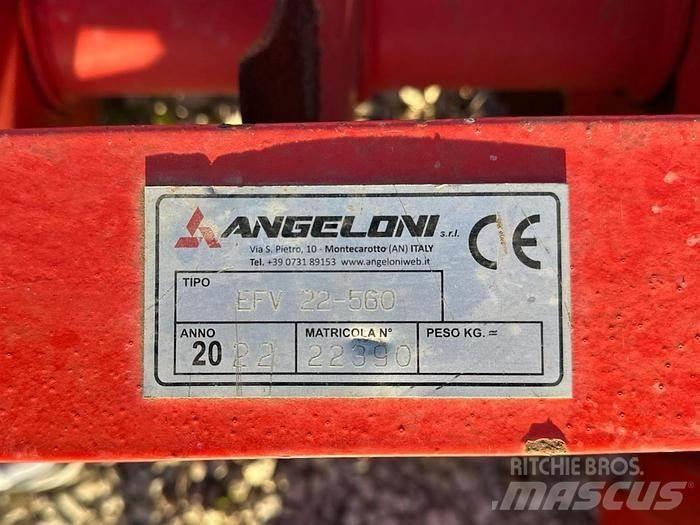 ANGELONI s.r.l.
Via S. Pietro, 10 - Montecarotto (AN) ITALY
Tel. +39 0731 89153 www.angeloniweb.it
CE
TIPO
EFV 22-560
ANNO
2022
MATRICOLA N°
22390
PESO KG. ≃
RITCHIE BROS.
MASCUS